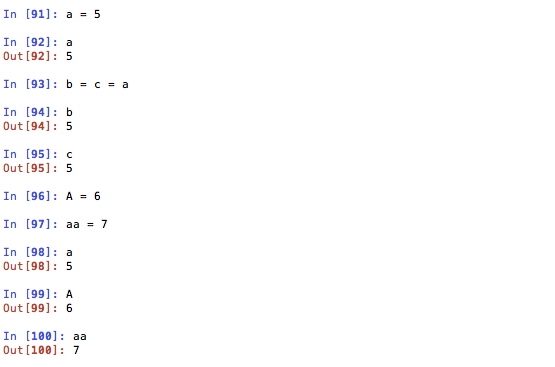 In [91]: a = 5
In [92]: a
Out[92]: 5
In [93]: b = c = a
In [94]: b
Out[94]: 5
In [95]: c
Out[95]: 5
In [96]: A = 6
In [97]: aa = 7
In [98]: a
Out[98]: 5
In [99]: A
Out[99]: 6
In [100]: aa
Out[100]: 7